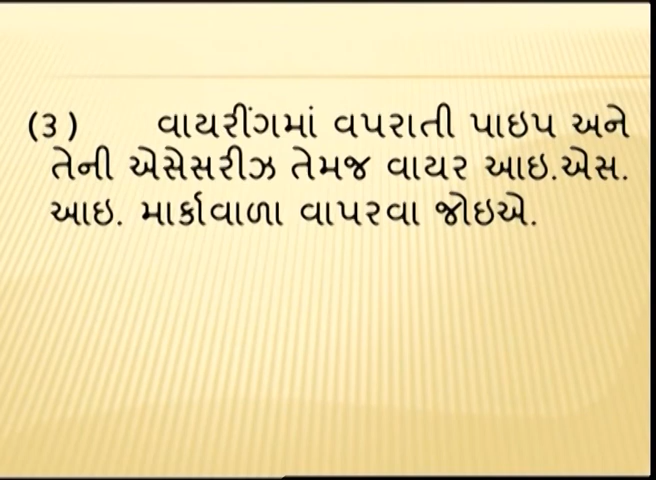 (૩) વાયરીંગમાં વપરાતી પાઇપ અને
તેની એસેસરીઝ તેમજ વાયર આઇ.એસ.
આઇ. માર્કાવાળા વાપરવા જોઇએ.